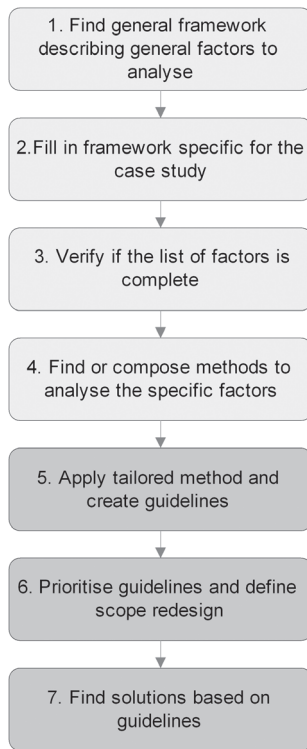 1. Find general framework
describing general factors to
analyse
2.Fill in framework specific for the
case study
3. Verify if the list of factors is
complete
4. Find or compose methods to
analyse the specific factors
5. Apply tailored method and
create guidelines
6. Prioritise guidelines and define
scope redesign
7. Find solutions based on
guidelines